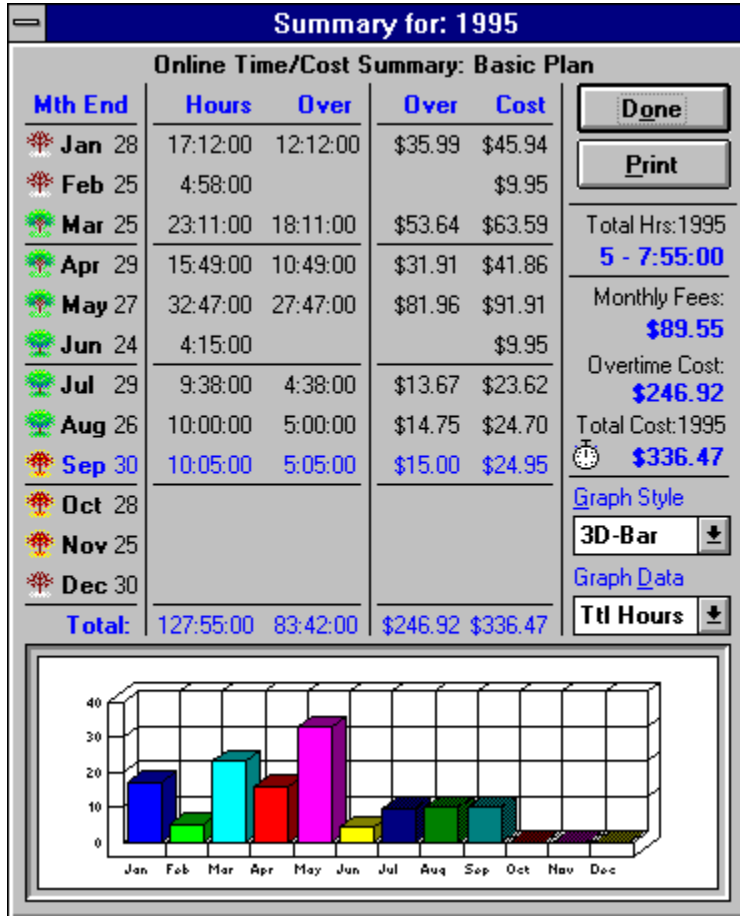 Summary for: 1995
Online Time/Cost Summary: Basic Plan
Mth End Hours Over Over Cost
Jan 28 17:12:00 12:12:00 $35.99 $45.94
Feb 25 4:58:00 $9.95
Mar 25 23:11:00 18:11:00 $53.64 $63.59
Apr 29 15:49:00 10:49:00 $31.91 $41.86
May 27 32:47:00 27:47:00 $81.96 $91.91
Jun 24 4:15:00 $9.95
Jul 29 9:38:00 4:38:00 $13.67 $23.62
Aug 26 10:00:00 5:00:00 $14.75 $24.70
Sep 30 10:05:00 5:05:00 $15.00 $24.95
Oct 28
Nov 25
Dec 30
Total: 127:55:00 83:42:00 $246.92 $336.47
Done
Print
Total Hrs:1995
5 - 7:55:00
Monthly Fees:
$89.55
Overtime Cost:
$246.92
Total Cost:1995
$336.47
Graph Style
3D-Bar
Graph Data
Ttl Hours
40
30
20
10
0
Jan Feb Mar Apr May Jun Jul Aug Sep Oct Nov Dec